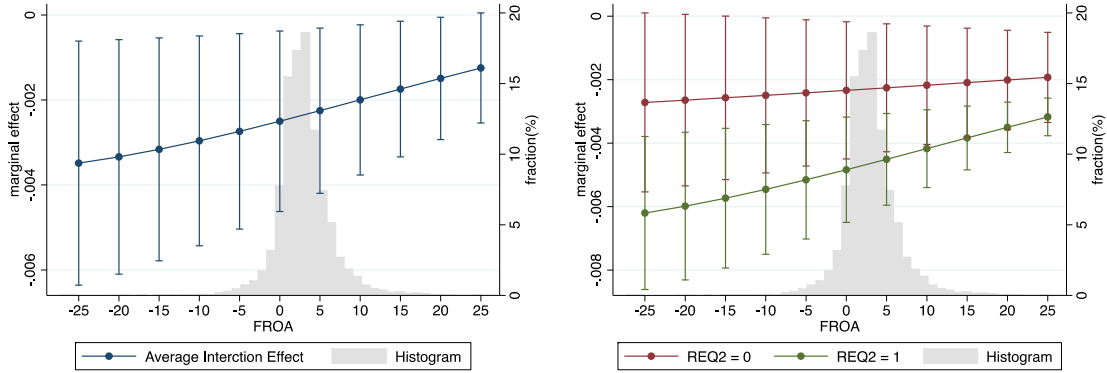 0
-.002
-.004
-.006
marginal effect
20
15
10
5
0
fraction(%)
-25 -20 -15 -10 -5 0 5 10 15 20 25
FROA
Average Interction Effect Histogram
0
-.002
-.004
-.006
-.008
marginal effect
20
15
10
5
0
fraction(%)
-25 -20 -15 -10 -5 0 5 10 15 20 25
FROA
REQ2 = 0 REQ2 = 1 Histogram